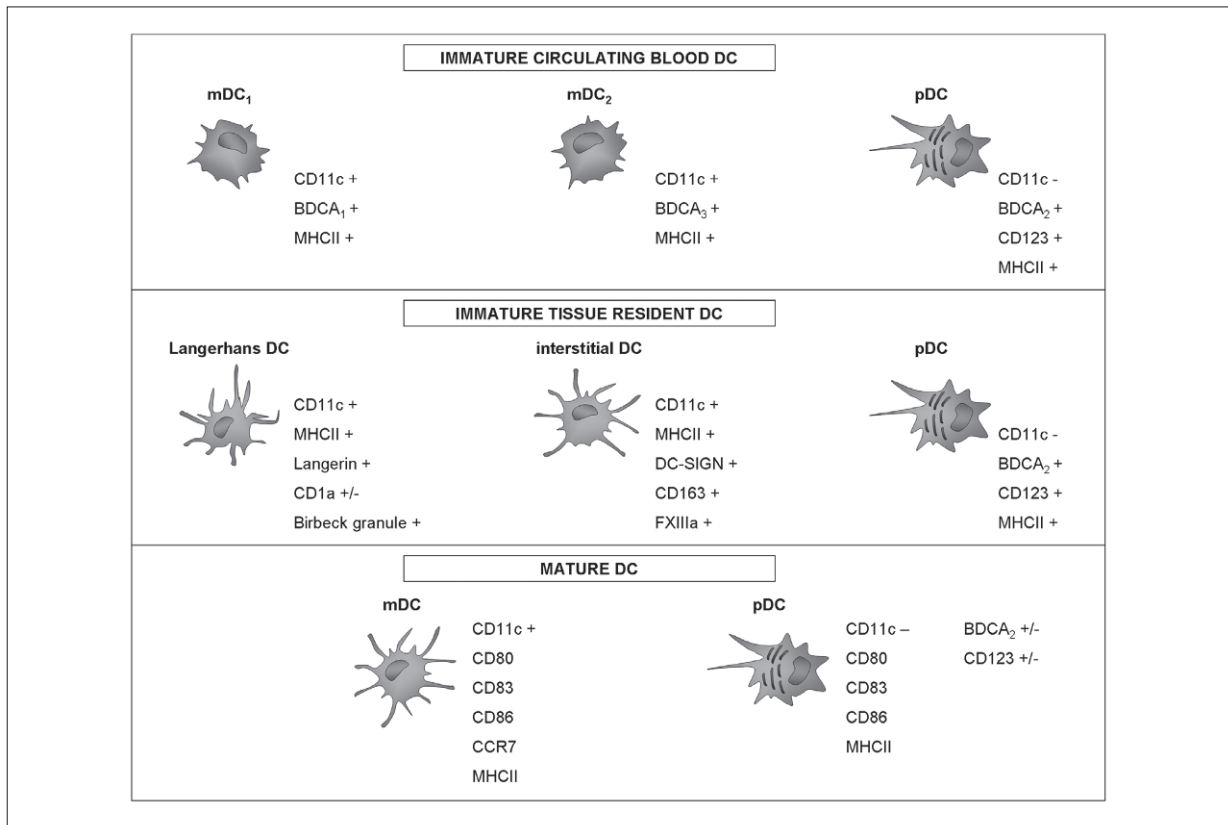 IMMATURE CIRCULATING BLOOD DC
mDC₁
CD11c +
BDCA₁ +
MHCII +
mDC₂
CD11c +
BDCA₃ +
MHCII +
pDC
CD11c -
BDCA₂ +
CD123 +
MHCII +
IMMATURE TISSUE RESIDENT DC
Langerhans DC
CD11c +
MHCII +
Langerin +
CD1a +/-
Birbeck granule +
interstitial DC
CD11c +
MHCII +
DC-SIGN +
CD163 +
FXIIIa +
pDC
CD11c -
BDCA₂ +
CD123 +
MHCII +
MATURE DC
mDC
CD11c +
CD80
CD83
CD86
CCR7
MHCII
pDC
CD11c –
CD80
CD83
CD86
MHCII
BDCA₂ +/-
CD123 +/-